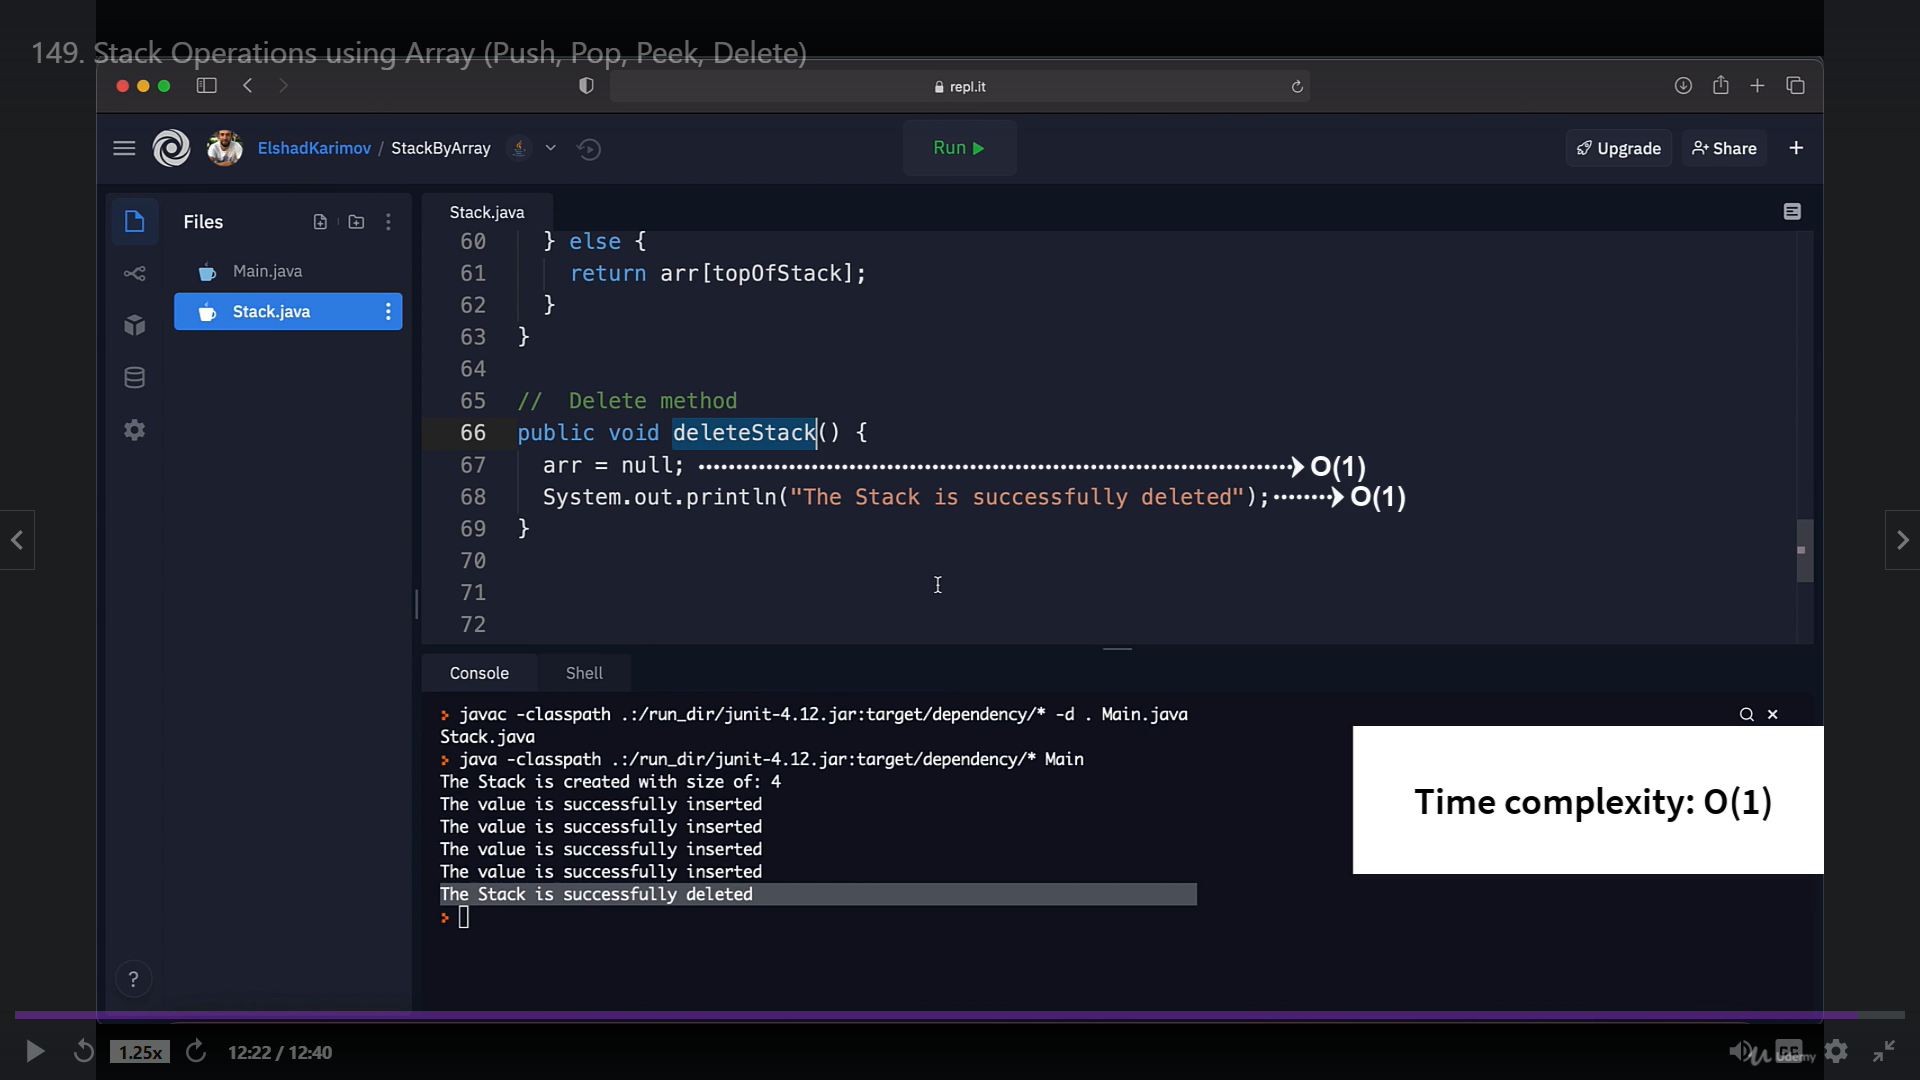 149. Stack Operations using Array (Push, Pop, Peek, Delete)
repl.it
ElshadKarimov / StackByArray
Run
Upgrade
Share
Files
Main.java
Stack.java
Stack.java
60 } else {
61 return arr[topOfStack];
62 }
63 }
64
65 //  Delete method
66 public void deleteStack() {
67 arr = null; O(1)
68 System.out.println("The Stack is successfully deleted"); O(1)
69 }
70
71
72
Console Shell
> javac -classpath .:/run_dir/junit-4.12.jar:target/dependency/* -d . Main.java
Stack.java
> java -classpath .:/run_dir/junit-4.12.jar:target/dependency/* Main
The Stack is created with size of: 4
The value is successfully inserted
The value is successfully inserted
The value is successfully inserted
The value is successfully inserted
The Stack is successfully deleted
>
Time complexity: O(1)
?
1.25x
12:22 / 12:40
CC
Udemy